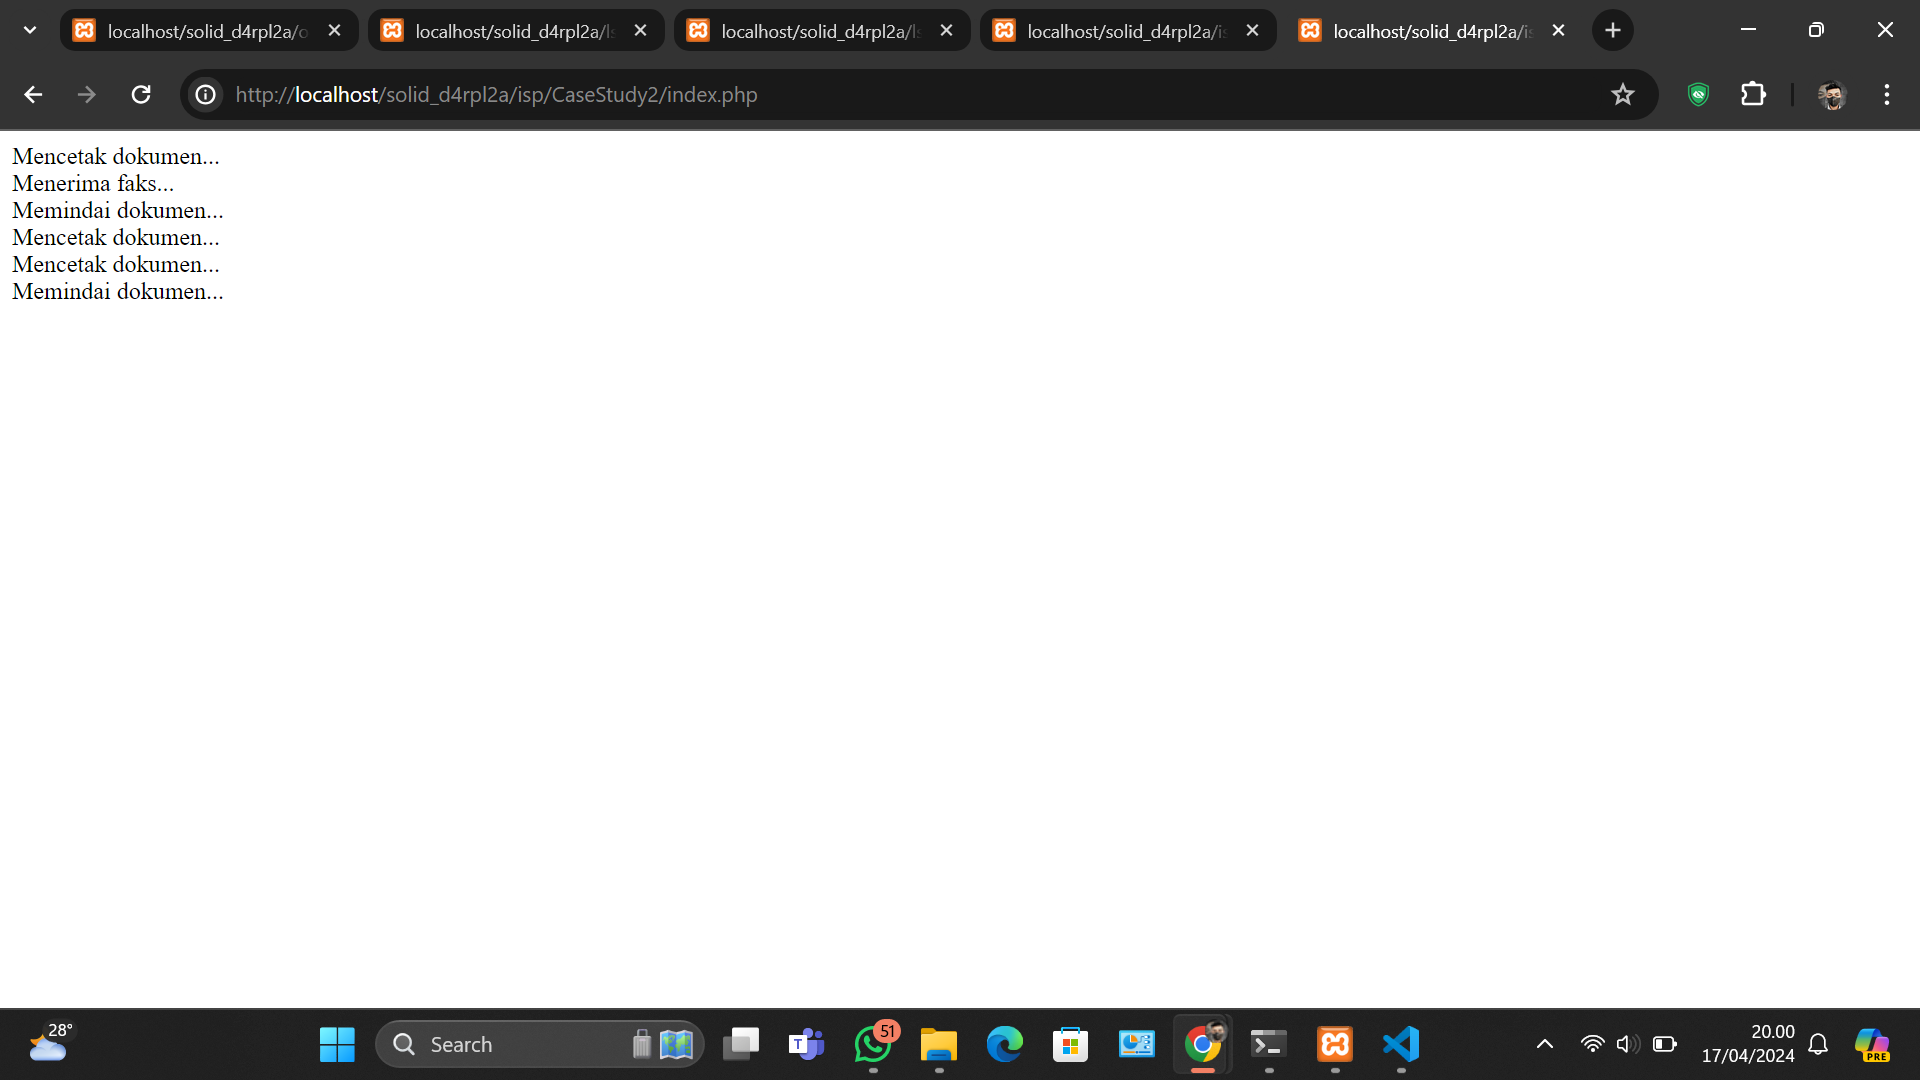 localhost/solid_d4rpl2a/o
localhost/solid_d4rpl2a/ls
localhost/solid_d4rpl2a/ls
localhost/solid_d4rpl2a/is
localhost/solid_d4rpl2a/is
http://localhost/solid_d4rpl2a/isp/CaseStudy2/index.php
Mencetak dokumen...
Menerima faks...
Memindai dokumen...
Mencetak dokumen...
Mencetak dokumen...
Memindai dokumen...
28°
Search
T
51
20.00
17/04/2024
PRE